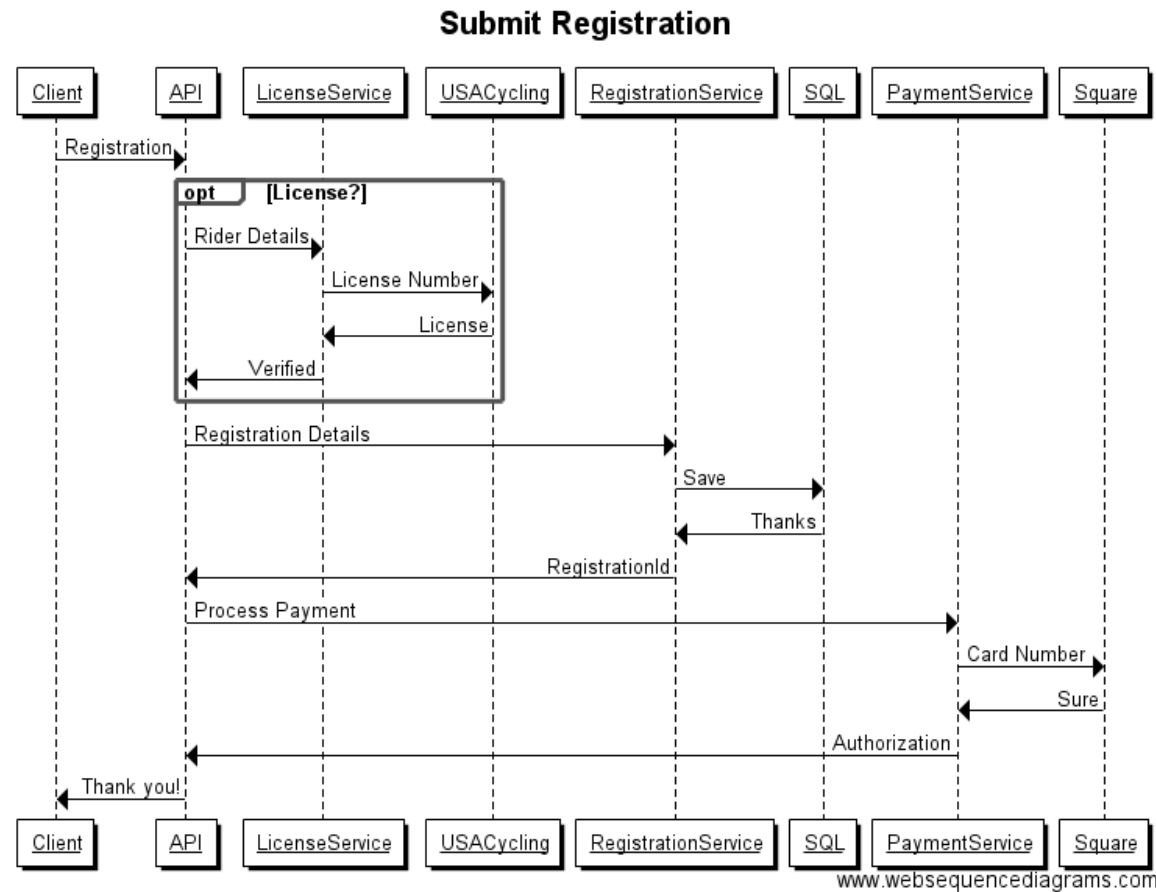 Submit Registration
Client API LicenseService USACycling RegistrationService SQL PaymentService Square
Registration
opt [License?]
Rider Details
License Number
License
Verified
Registration Details
Save
Thanks
RegistrationId
Process Payment
Card Number
Sure
Authorization
Thank you!
Client API LicenseService USACycling RegistrationService SQL PaymentService Square
www.websequencediagrams.com